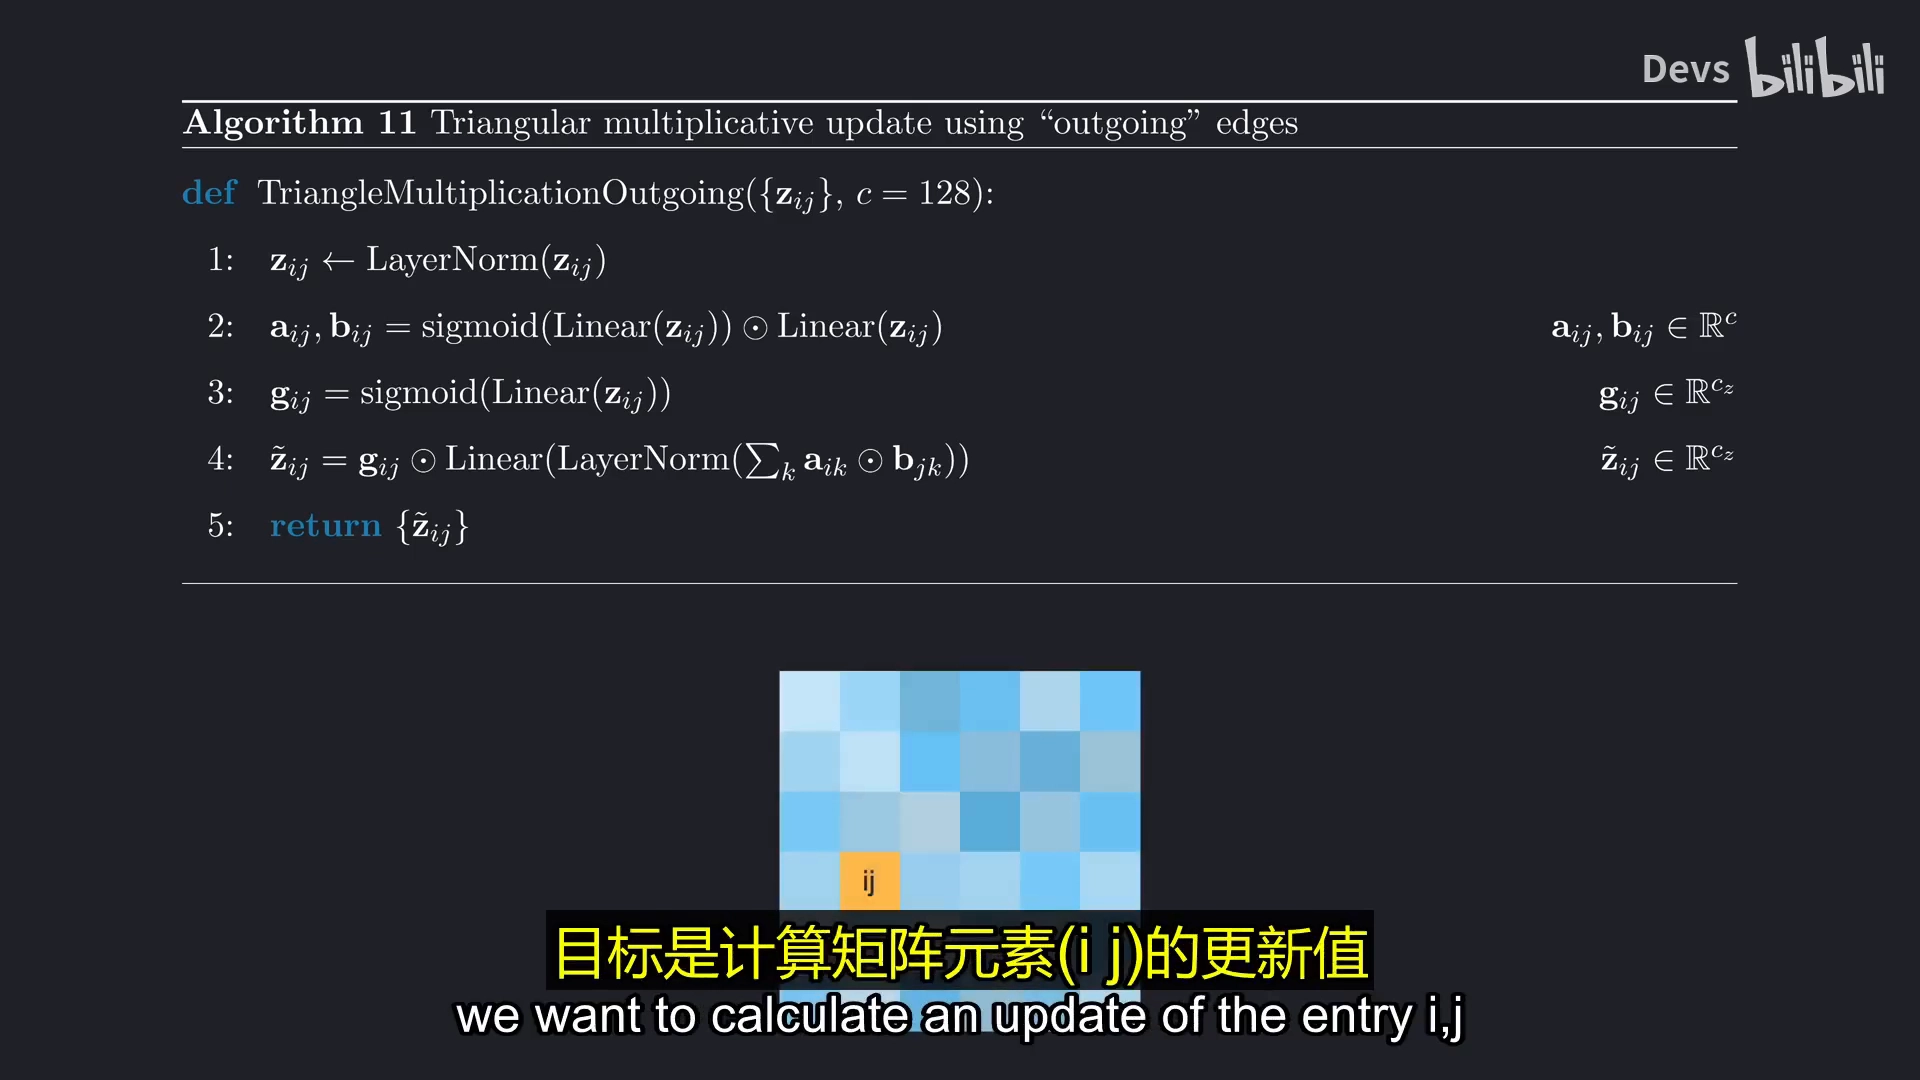 Devs bilibili
Algorithm 11 Triangular multiplicative update using “outgoing” edges
def TriangleMultiplicationOutgoing({z_ij}, c = 128):
1: z_ij ← LayerNorm(z_ij)
2: a_ij, b_ij = sigmoid(Linear(z_ij)) ⊙ Linear(z_ij) a_ij, b_ij ∈ ℝ^c
3: g_ij = sigmoid(Linear(z_ij)) g_ij ∈ ℝ^{c_z}
4: z̃_ij = g_ij ⊙ Linear(LayerNorm(∑_k a_ik ⊙ b_jk)) z̃_ij ∈ ℝ^{c_z}
5: return {z̃_ij}
ij
目标是计算矩阵元素(i j)的更新值
we want to calculate an update of the entry i,j